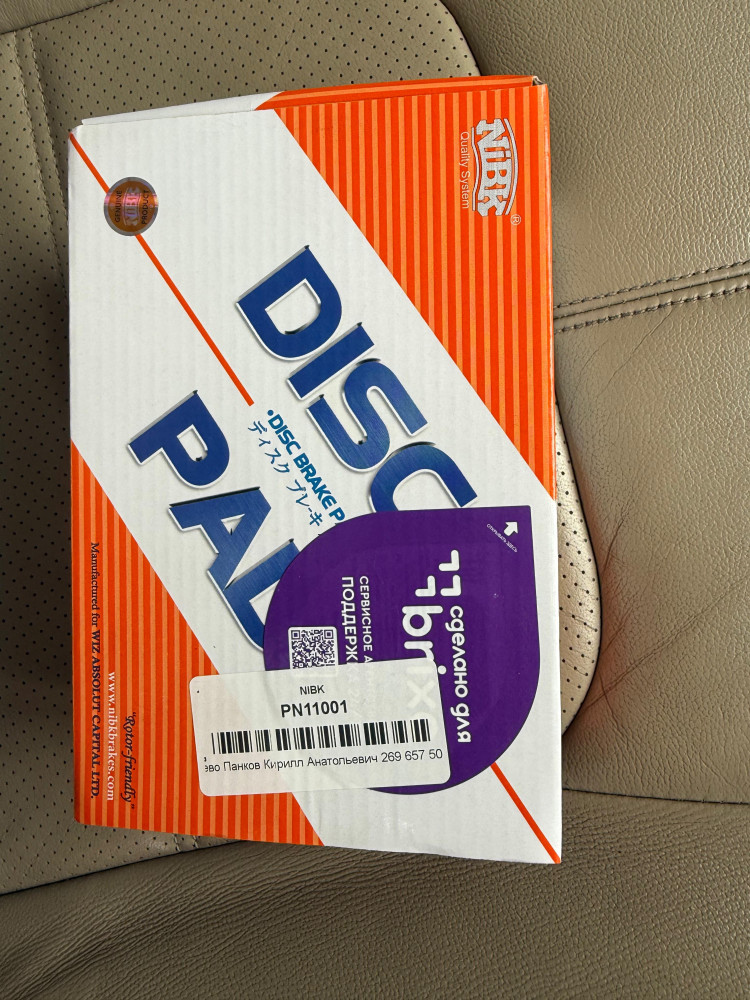 NiBK®
Quality System
DISC
PAD
•DISC BRAKE P
ディスク ブレーキ
открывать здесь
сделано для
brix
СЕРВИСНОЕ
ПОДДЕРЖ
NIBK
PN11001
Панков Кирилл Анатольевич 269 657 50
"Rotor-friendly"
www.nibkbrakes.com
Manufactured for WIZ ABSOLUT CAPITAL LTD.